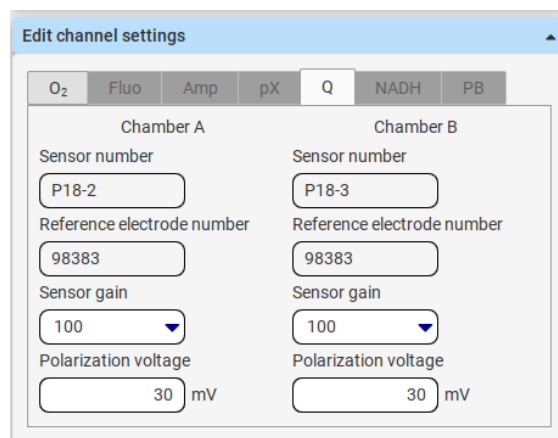 Edit channel settings
O₂ Fluo Amp pX Q NADH PB
Chamber A Chamber B
Sensor number Sensor number
P18-2 P18-3
Reference electrode number Reference electrode number
98383 98383
Sensor gain Sensor gain
100 100
Polarization voltage Polarization voltage
30 mV 30 mV